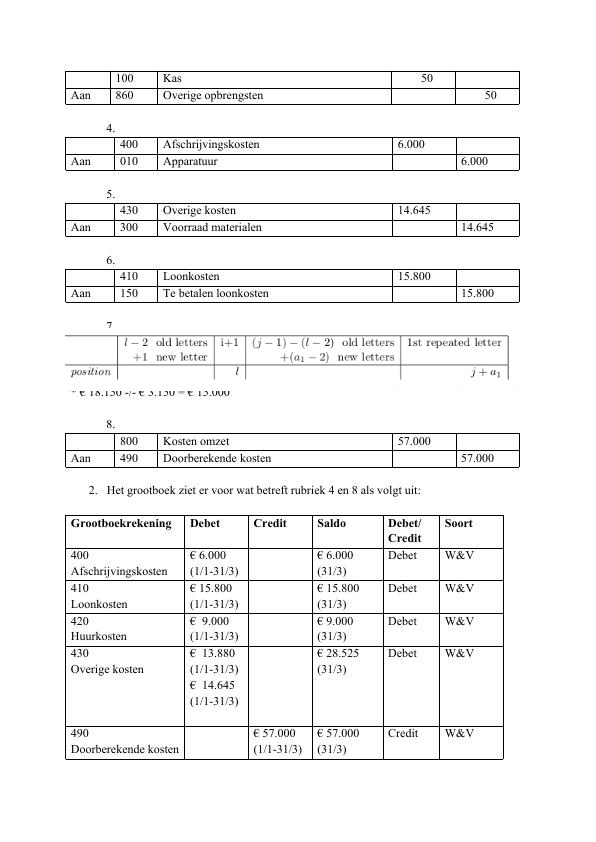 100 Kas 50
Aan 860 Overige opbrengsten 50
4.
400 Afschrijvingskosten 6.000
Aan 010 Apparatuur 6.000
5.
430 Overige kosten 14.645
Aan 300 Voorraad materialen 14.645
6.
410 Loonkosten 15.800
Aan 150 Te betalen loonkosten 15.800
7
l − 2 old letters i+1 (j − 1) − (l − 2) old letters 1st repeated letter
+1 new letter +(a₁ − 2) new letters
position l j + a₁
* € 18.150 -/- € 3.150 = € 15.000
8.
800 Kosten omzet 57.000
Aan 490 Doorberekende kosten 57.000
2. Het grootboek ziet er voor wat betreft rubriek 4 en 8 als volgt uit:
Grootboekrekening Debet Credit Saldo Debet/ Soort
Credit
400 € 6.000 € 6.000 Debet W&V
Afschrijvingskosten (1/1-31/3) (31/3)
410 € 15.800 € 15.800 Debet W&V
Loonkosten (1/1-31/3) (31/3)
420 € 9.000 € 9.000 Debet W&V
Huurkosten (1/1-31/3) (31/3)
430 € 13.880 € 28.525 Debet W&V
Overige kosten (1/1-31/3) (31/3)
€ 14.645
(1/1-31/3)
490 € 57.000 € 57.000 Credit W&V
Doorberekende kosten (1/1-31/3) (31/3)